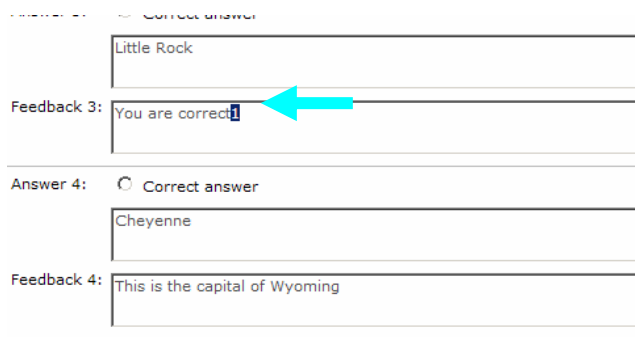 Correct answer
Little Rock
Feedback 3:
You are correct1
Answer 4:
Correct answer
Cheyenne
Feedback 4:
This is the capital of Wyoming